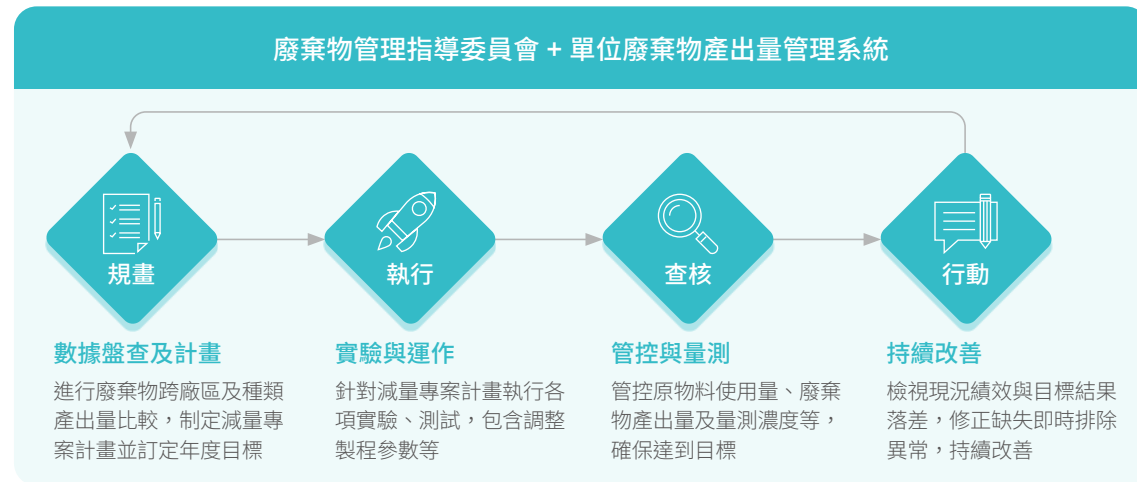 廢棄物管理指導委員會 + 單位廢棄物產出量管理系統
規畫
執行
查核
行動
數據盤查及計畫
進行廢棄物跨廠區及種類
產出量比較，制定減量專
案計畫並訂定年度目標
實驗與運作
針對減量專案計畫執行各
項實驗、測試，包含調整
製程參數等
管控與量測
管控原物料使用量、廢棄
物產出量及量測濃度等，
確保達到目標
持續改善
檢視現況績效與目標結果
落差，修正缺失即時排除
異常，持續改善